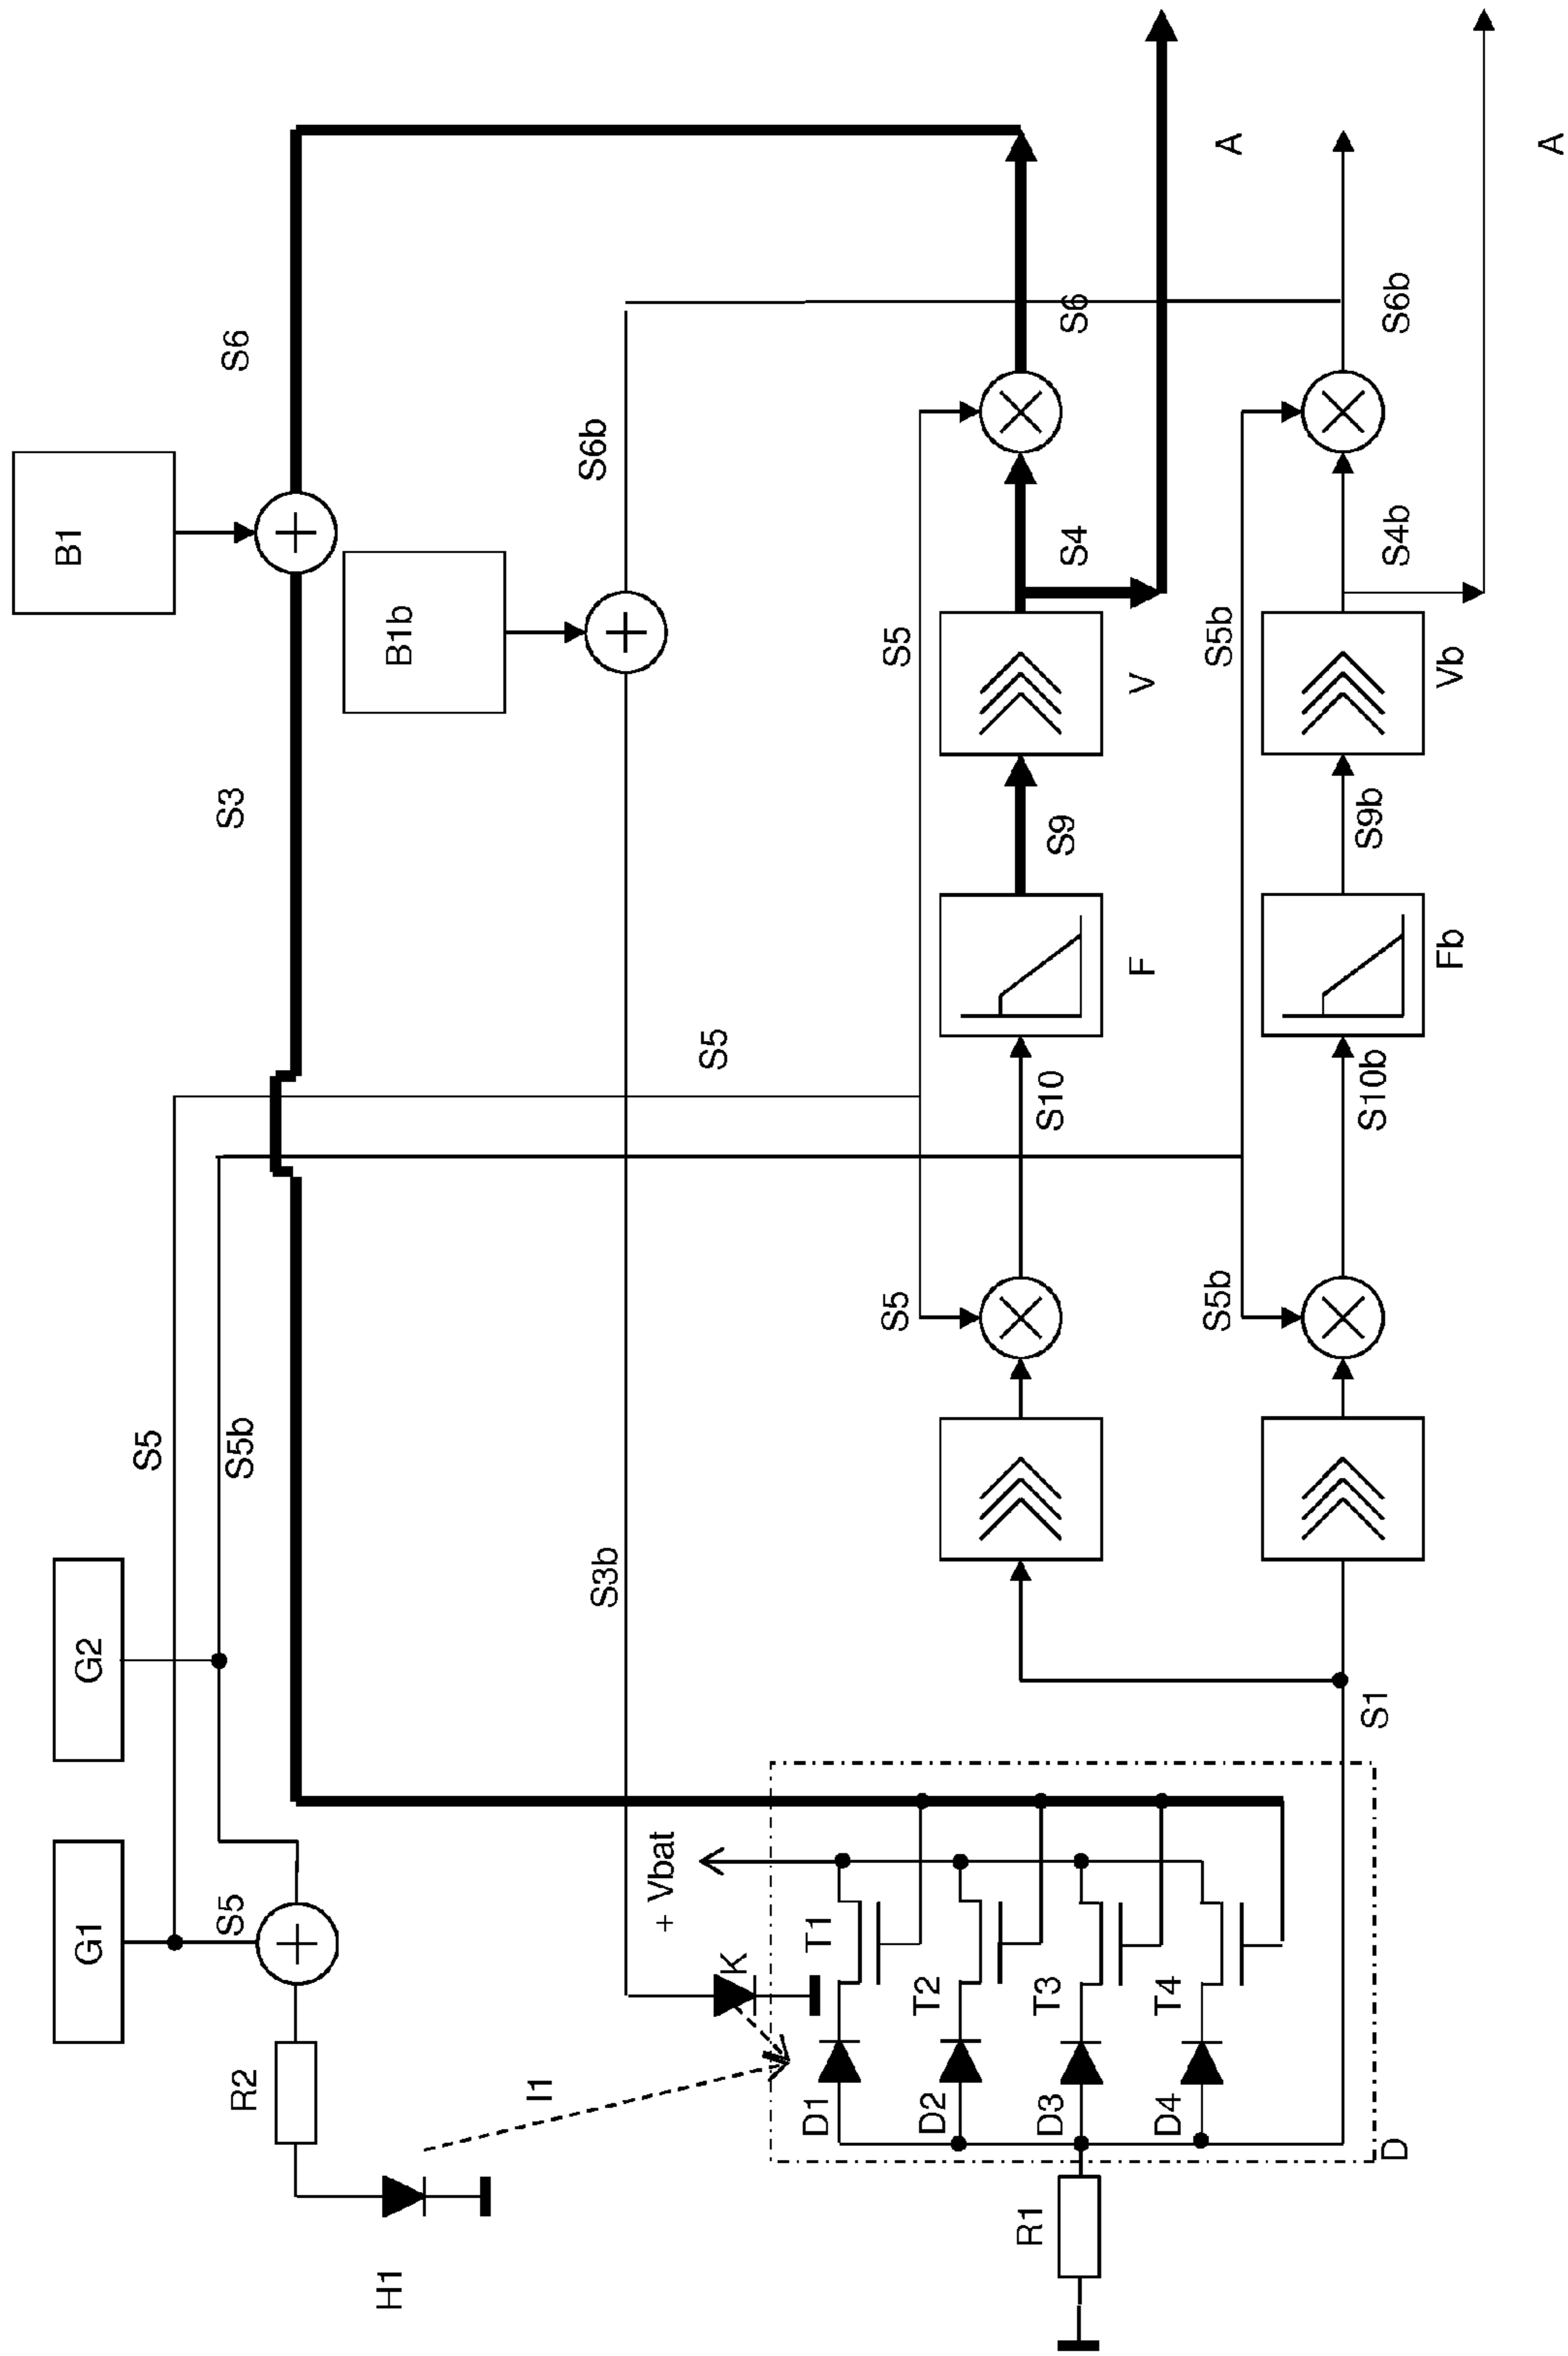 B1
S6
S3
B1b
S6b
S5
S5b
G2
G1
S5
R2
H1
I1
S3b
S5
K
+ Vbat
T1
T2
T3
T4
D1
D2
D3
D4
D
R1
S1
S5
S10
F
S9
V
S5
S4
S6
A
S5b
S10b
Fb
S9b
Vb
S5b
S4b
S6b
A